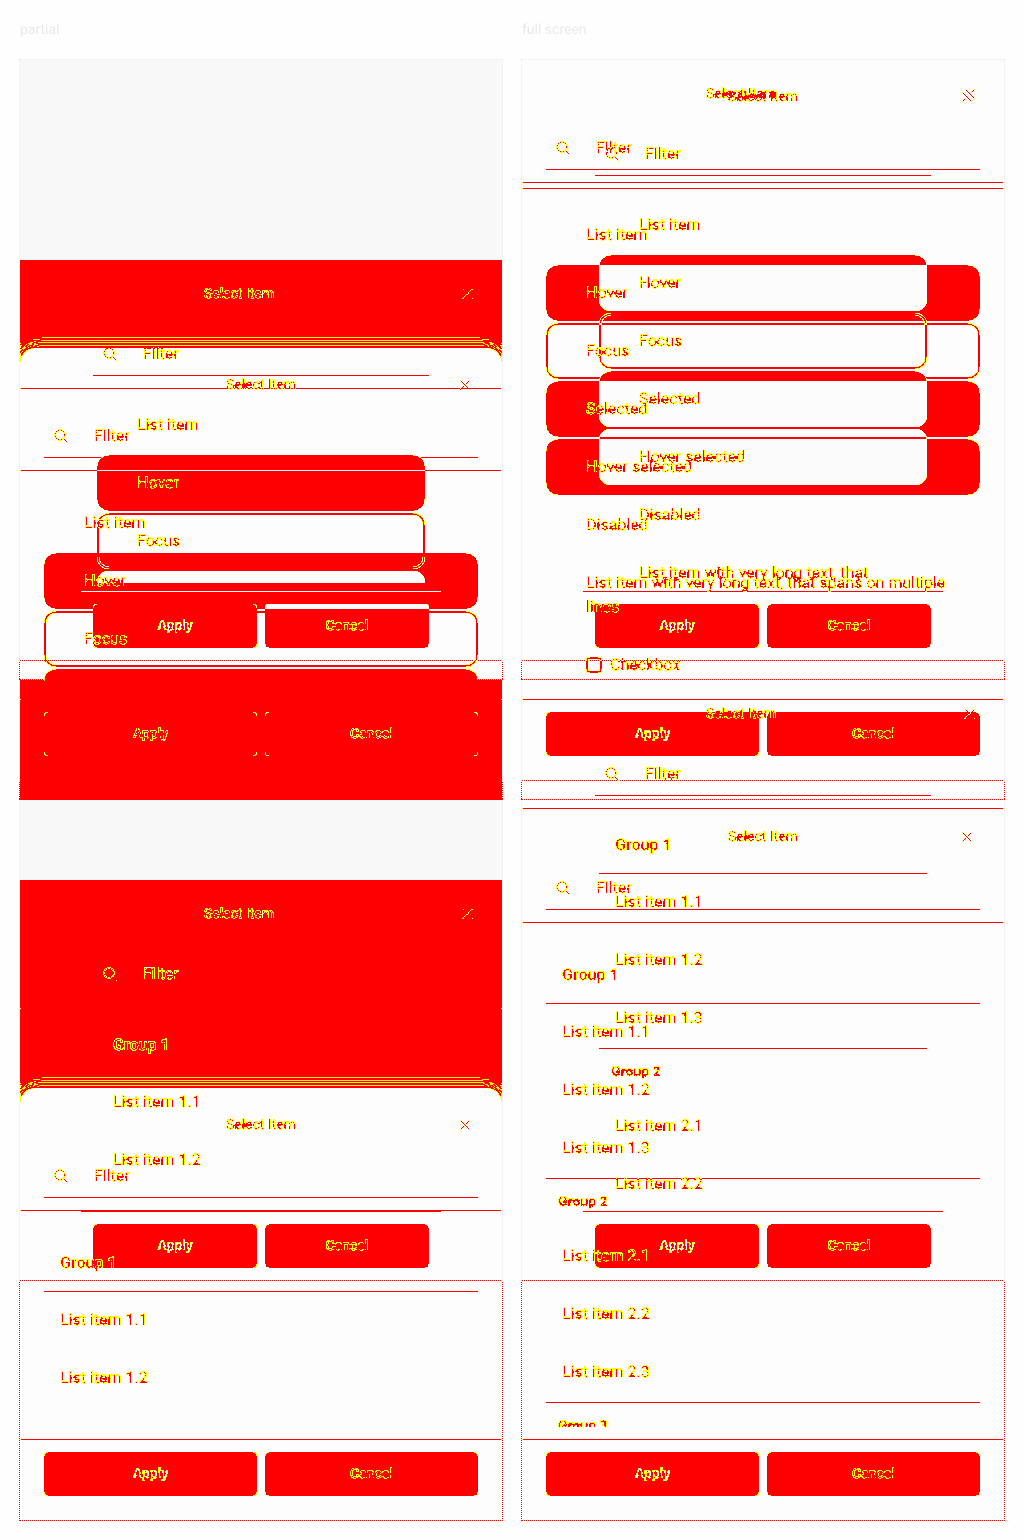 partial
full screen
Select item
Filter
Select item
List item
Filter
Hover
List item
Focus
Hover
Apply
Cancel
Focus
Apply
Cancel
Select item
Filter
Group 1
List item 1.1
Select item
List item 1.2
Filter
Apply
Cancel
Group 1
List item 1.1
List item 1.2
Apply
Cancel
Select item
Select item
Filter
Filter
List item
List item
Hover
Hover
Focus
Focus
Selected
Selected
Hover selected
Hover selected
Disabled
Disabled
List item with very long text, that
List item with very long text, that spans on multiple
lines
Apply
Cancel
Checkbox
Select item
Apply
Cancel
Filter
Select item
Group 1
Filter
List item 1.1
List item 1.2
Group 1
List item 1.3
List item 1.1
Group 2
List item 1.2
List item 2.1
List item 1.3
List item 2.2
Group 2
Apply
Cancel
List item 2.1
List item 2.2
List item 2.3
Group 3
Apply
Cancel